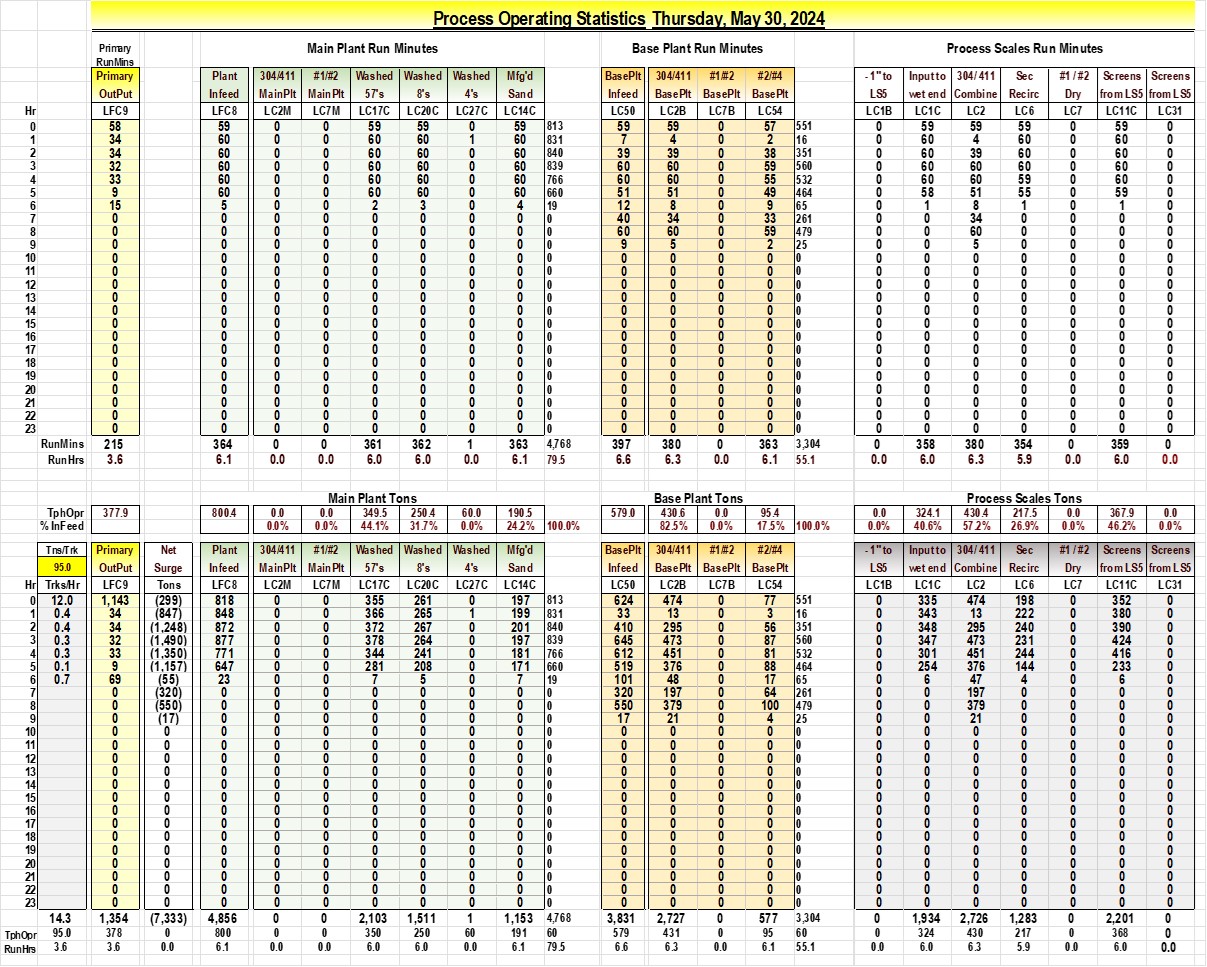 Process Operating Statistics Thursday, May 30, 2024
Primary Main Plant Run Minutes Base Plant Run Minutes Process Scales Run Minutes
RunMins
Primary Plant 304/411 #1/#2 Washed Washed Washed Mfg'd BasePlt 304/411 #1/#2 #2/#4 - 1" to Input to 304/ 411 Sec #1 / #2 Screens Screens
OutPut Infeed MainPlt MainPlt 57's 8's 4's Sand Infeed BasePlt BasePlt BasePlt LS5 wet end Combine Recirc Dry from LS5 from LS5
Hr LFC9 LFC8 LC2M LC7M LC17C LC20C LC27C LC14C LC50 LC2B LC7B LC54 LC1B LC1C LC2 LC6 LC7 LC11C LC31
0 58 59 0 0 59 59 0 59 813 59 59 0 57 551 0 59 59 59 0 59 0
1 34 60 0 0 60 60 1 60 831 7 4 0 2 16 0 60 4 60 0 60 0
2 34 60 0 0 60 60 0 60 840 39 39 0 38 351 0 60 39 60 0 60 0
3 32 60 0 0 60 60 0 60 839 60 60 0 59 560 0 60 60 60 0 60 0
4 33 60 0 0 60 60 0 60 766 60 60 0 55 532 0 60 60 59 0 60 0
5 9 60 0 0 60 60 0 60 660 51 51 0 49 464 0 58 51 55 0 59 0
6 15 5 0 0 2 3 0 4 19 12 8 0 9 65 0 1 8 1 0 1 0
7 0 0 0 0 0 0 0 0 0 40 34 0 33 261 0 0 34 0 0 0 0
8 0 0 0 0 0 0 0 0 0 60 60 0 59 479 0 0 60 0 0 0 0
9 0 0 0 0 0 0 0 0 0 9 5 0 2 25 0 0 5 0 0 0 0
10 0 0 0 0 0 0 0 0 0 0 0 0 0 0 0 0 0 0 0 0 0
11 0 0 0 0 0 0 0 0 0 0 0 0 0 0 0 0 0 0 0 0 0
12 0 0 0 0 0 0 0 0 0 0 0 0 0 0 0 0 0 0 0 0 0
13 0 0 0 0 0 0 0 0 0 0 0 0 0 0 0 0 0 0 0 0 0
14 0 0 0 0 0 0 0 0 0 0 0 0 0 0 0 0 0 0 0 0 0
15 0 0 0 0 0 0 0 0 0 0 0 0 0 0 0 0 0 0 0 0 0
16 0 0 0 0 0 0 0 0 0 0 0 0 0 0 0 0 0 0 0 0 0
17 0 0 0 0 0 0 0 0 0 0 0 0 0 0 0 0 0 0 0 0 0
18 0 0 0 0 0 0 0 0 0 0 0 0 0 0 0 0 0 0 0 0 0
19 0 0 0 0 0 0 0 0 0 0 0 0 0 0 0 0 0 0 0 0 0
20 0 0 0 0 0 0 0 0 0 0 0 0 0 0 0 0 0 0 0 0 0
21 0 0 0 0 0 0 0 0 0 0 0 0 0 0 0 0 0 0 0 0 0
22 0 0 0 0 0 0 0 0 0 0 0 0 0 0 0 0 0 0 0 0 0
23 0 0 0 0 0 0 0 0 0 0 0 0 0 0 0 0 0 0 0 0 0
RunMins 215 364 0 0 361 362 1 363 4,768 397 380 0 363 3,304 0 358 380 354 0 359 0
Run Hrs 3.6 6.1 0.0 0.0 6.0 6.0 0.0 6.1 79.5 6.6 6.3 0.0 6.1 55.1 0.0 6.0 6.3 5.9 0.0 6.0 0.0
Main Plant Tons Base Plant Tons Process Scales Tons
TphOpr 377.9 800.4 0.0 0.0 349.5 250.4 60.0 190.5 579.0 430.6 0.0 95.4 0.0 324.1 430.4 217.5 0.0 367.9 0.0
% InFeed 0.0% 0.0% 44.1% 31.7% 0.0% 24.2% 100.0% 82.5% 0.0% 17.5% 100.0% 0.0% 40.6% 57.2% 26.9% 0.0% 46.2% 0.0%
Tns/Trk Primary Net Plant 304/411 #1/#2 Washed Washed Washed Mfg'd BasePlt 304/411 #1/#2 #2/#4 - 1" to Input to 304/ 411 Sec #1 / #2 Screens Screens
95.0 OutPut Surge Infeed MainPlt MainPlt 57's 8's 4's Sand Infeed BasePlt BasePlt BasePlt LS5 wet end Combine Recirc Dry from LS5 from LS5
Hr Trks/Hr LFC9 Tons LFC8 LC2M LC7M LC17C LC20C LC27C LC14C LC50 LC2B LC7B LC54 LC1B LC1C LC2 LC6 LC7 LC11C LC31
0 12.0 1,143 (299) 818 0 0 355 261 0 197 813 624 474 0 77 551 0 335 474 198 0 352 0
1 0.4 34 (847) 848 0 0 366 265 1 199 831 33 13 0 3 16 0 343 13 222 0 380 0
2 0.4 34 (1,248) 872 0 0 372 267 0 201 840 410 295 0 56 351 0 348 295 240 0 390 0
3 0.3 32 (1,490) 877 0 0 378 264 0 197 839 645 473 0 87 560 0 347 473 231 0 424 0
4 0.3 33 (1,350) 771 0 0 344 241 0 181 766 612 451 0 81 532 0 301 451 244 0 416 0
5 0.1 9 (1,157) 647 0 0 281 208 0 171 660 519 376 0 88 464 0 254 376 144 0 233 0
6 0.7 69 (55) 23 0 0 7 5 0 7 19 101 48 0 17 65 0 6 47 4 0 6 0
7 0 (320) 0 0 0 0 0 0 0 0 320 197 0 64 261 0 0 197 0 0 0 0
8 0 (550) 0 0 0 0 0 0 0 0 550 379 0 100 479 0 0 379 0 0 0 0
9 0 (17) 0 0 0 0 0 0 0 0 17 21 0 4 25 0 0 21 0 0 0 0
10 0 0 0 0 0 0 0 0 0 0 0 0 0 0 0 0 0 0 0 0 0 0
11 0 0 0 0 0 0 0 0 0 0 0 0 0 0 0 0 0 0 0 0 0 0
12 0 0 0 0 0 0 0 0 0 0 0 0 0 0 0 0 0 0 0 0 0 0
13 0 0 0 0 0 0 0 0 0 0 0 0 0 0 0 0 0 0 0 0 0 0
14 0 0 0 0 0 0 0 0 0 0 0 0 0 0 0 0 0 0 0 0 0 0
15 0 0 0 0 0 0 0 0 0 0 0 0 0 0 0 0 0 0 0 0 0 0
16 0 0 0 0 0 0 0 0 0 0 0 0 0 0 0 0 0 0 0 0 0 0
17 0 0 0 0 0 0 0 0 0 0 0 0 0 0 0 0 0 0 0 0 0 0
18 0 0 0 0 0 0 0 0 0 0 0 0 0 0 0 0 0 0 0 0 0 0
19 0 0 0 0 0 0 0 0 0 0 0 0 0 0 0 0 0 0 0 0 0 0
20 0 0 0 0 0 0 0 0 0 0 0 0 0 0 0 0 0 0 0 0 0 0
21 0 0 0 0 0 0 0 0 0 0 0 0 0 0 0 0 0 0 0 0 0 0
22 0 0 0 0 0 0 0 0 0 0 0 0 0 0 0 0 0 0 0 0 0 0
23 0 0 0 0 0 0 0 0 0 0 0 0 0 0 0 0 0 0 0 0 0 0
14.3 1,354 (7,333) 4,856 0 0 2,103 1,511 1 1,153 4,768 3,831 2,727 0 577 3,304 0 1,934 2,726 1,283 0 2,201 0
TphOpr 95.0 378 0 800 0 0 350 250 60 191 60 579 431 0 95 60 0 324 430 217 0 368 0
RunHrs 3.6 3.6 0.0 6.1 0.0 0.0 6.0 6.0 0.0 6.1 79.5 6.6 6.3 0.0 6.1 55.1 0.0 6.0 6.3 5.9 0.0 6.0 0.0